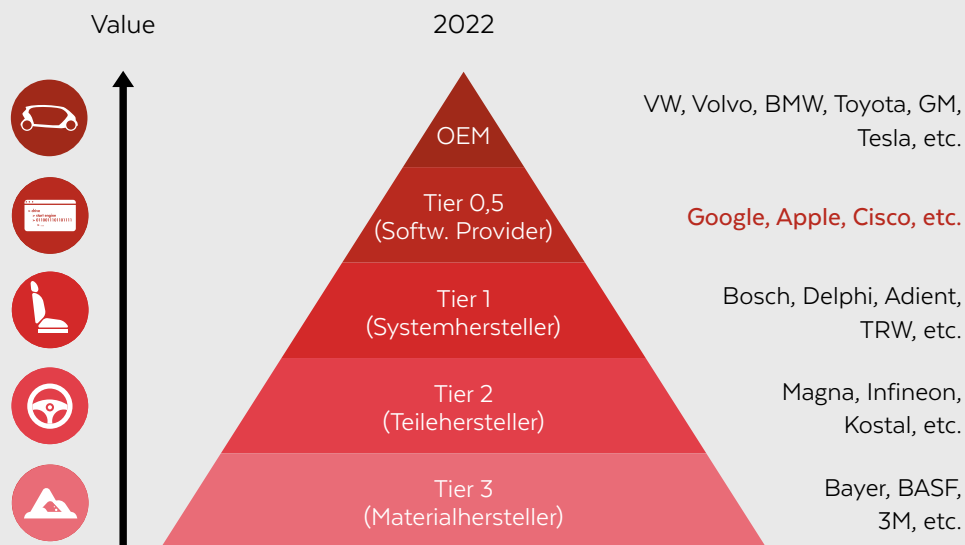 Value
2022
OEM
VW, Volvo, BMW, Toyota, GM,
Tesla, etc.
Tier 0,5
(Softw. Provider)
Google, Apple, Cisco, etc.
Tier 1
(Systemhersteller)
Bosch, Delphi, Adient,
TRW, etc.
Tier 2
(Teilehersteller)
Magna, Infineon,
Kostal, etc.
Tier 3
(Materialhersteller)
Bayer, BASF,
3M, etc.